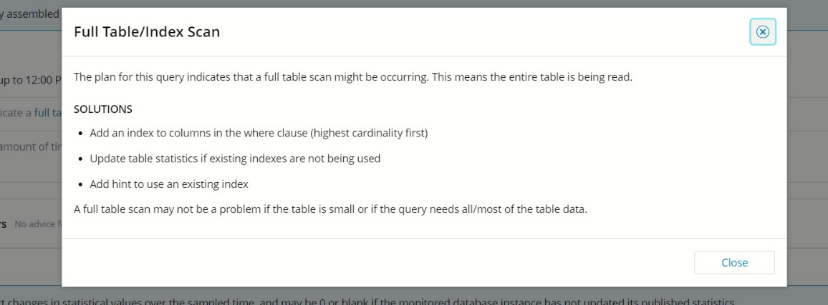 y assembled
Full Table/Index Scan
up to 12:00 P
The plan for this query indicates that a full table scan might be occurring. This means the entire table is being read.
SOLUTIONS
icate a full ta
• Add an index to columns in the where clause (highest cardinality first)
amount of tir
• Update table statistics if existing indexes are not being used
• Add hint to use an existing index
A full table scan may not be a problem if the table is small or if the query needs all/most of the table data.
rs No advice f
Close
t changes in statistical values over the sampled time, and may be 0 or blank if the monitored database instance has not updated its published statistics.